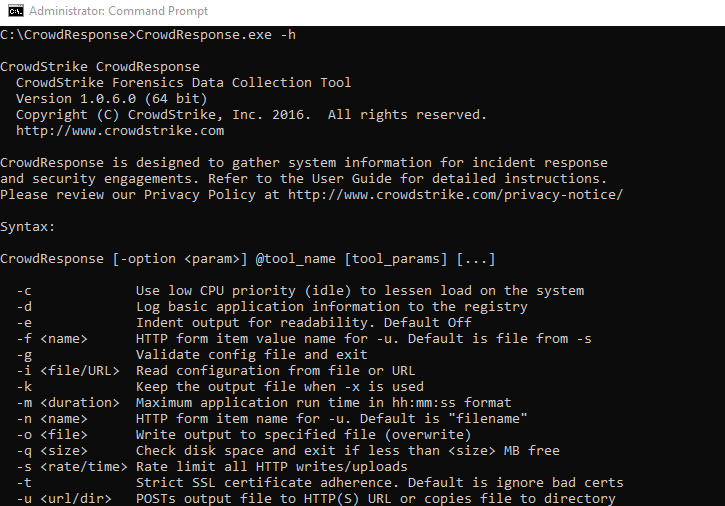 Administrator: Command Prompt
C:\CrowdResponse>CrowdResponse.exe -h
CrowdStrike CrowdResponse
CrowdStrike Forensics Data Collection Tool
Version 1.0.6.0 (64 bit)
Copyright (C) CrowdStrike, Inc. 2016.  All rights reserved.
http://www.crowdstrike.com
CrowdResponse is designed to gather system information for incident response
and security engagements. Refer to the User Guide for detailed instructions.
Please review our Privacy Policy at http://www.crowdstrike.com/privacy-notice/
Syntax:
CrowdResponse [-option <param>] @tool_name [tool_params] [...]
-c             Use low CPU priority (idle) to lessen load on the system
-d             Log basic application information to the registry
-e             Indent output for readability. Default Off
-f <name>      HTTP form item value name for -u. Default is file from -s
-g             Validate config file and exit
-i <file/URL>  Read configuration from file or URL
-k             Keep the output file when -x is used
-m <duration>  Maximum application run time in hh:mm:ss format
-n <name>      HTTP form item name for -u. Default is "filename"
-o <file>      Write output to specified file (overwrite)
-q <size>      Check disk space and exit if less than <size> MB free
-s <rate/time> Rate limit all HTTP writes/uploads
-t             Strict SSL certificate adherence. Default is ignore bad certs
-u <url/dir>   POSTs output file to HTTP(S) URL or copies file to directory